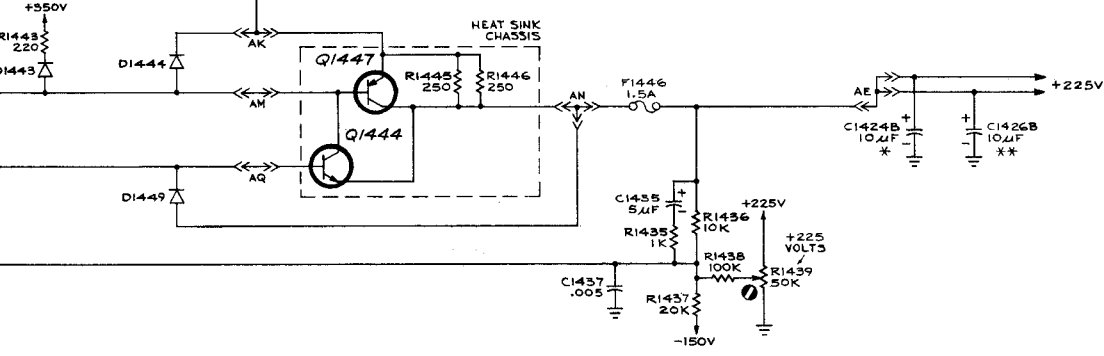 +350V
R1443
220
D1443
D1444
AK
HEAT SINK
CHASSIS
Q1447
R1445
250
R1446
250
AM
AN
F1446
1.5A
AE
+225V
Q1444
C1424B
10μF
*
+
-
C1426B
10μF
**
+
-
AQ
D1449
C1435
5μF
+
-
R1435
1K
R1436
10K
+225V
+225
VOLTS
R1438
100K
R1439
50K
C1437
.005
R1437
20K
-150V